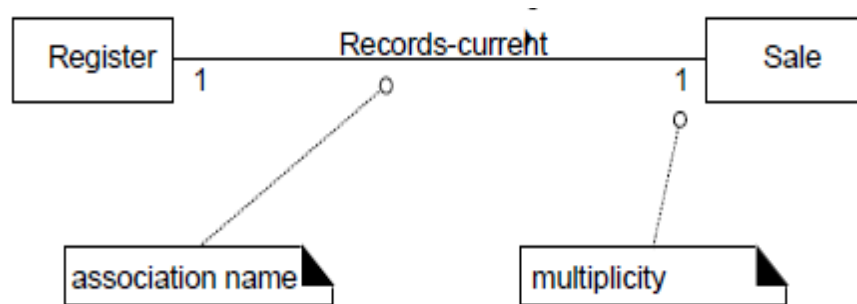 Register
Records-current
Sale
1
1
association name
multiplicity